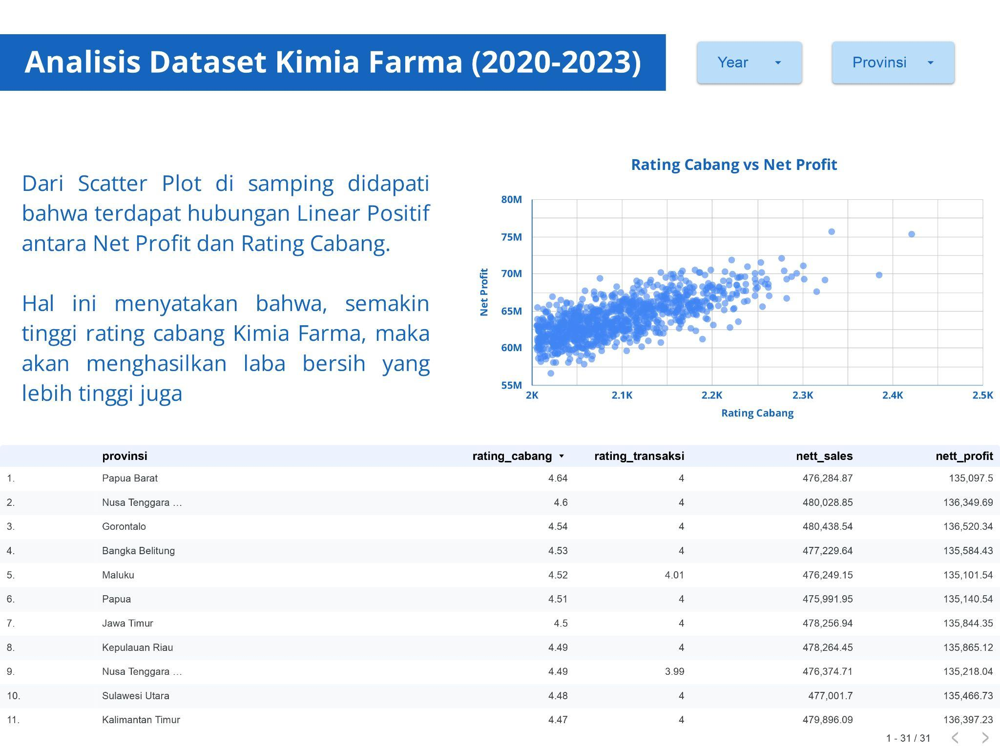 Analisis Dataset Kimia Farma (2020-2023)
Year
Provinsi
Dari Scatter Plot di samping didapati
bahwa terdapat hubungan Linear Positif
antara Net Profit dan Rating Cabang.
Hal ini menyatakan bahwa, semakin
tinggi rating cabang Kimia Farma, maka
akan menghasilkan laba bersih yang
lebih tinggi juga
Rating Cabang vs Net Profit
80M
75M
70M
65M
60M
55M
Net Profit
2K 2.1K 2.2K 2.3K 2.4K 2.5K
Rating Cabang
provinsi rating_cabang rating_transaksi nett_sales nett_profit
1. Papua Barat 4.64 4 476,284.87 135,097.5
2. Nusa Tenggara … 4.6 4 480,028.85 136,349.69
3. Gorontalo 4.54 4 480,438.54 136,520.34
4. Bangka Belitung 4.53 4 477,229.64 135,584.43
5. Maluku 4.52 4.01 476,249.15 135,101.54
6. Papua 4.51 4 475,991.95 135,140.54
7. Jawa Timur 4.5 4 478,256.94 135,844.35
8. Kepulauan Riau 4.49 4 478,264.45 135,865.12
9. Nusa Tenggara … 4.49 3.99 476,374.71 135,218.04
10. Sulawesi Utara 4.48 4 477,001.7 135,466.73
11. Kalimantan Timur 4.47 4 479,896.09 136,397.23
1 - 31 / 31